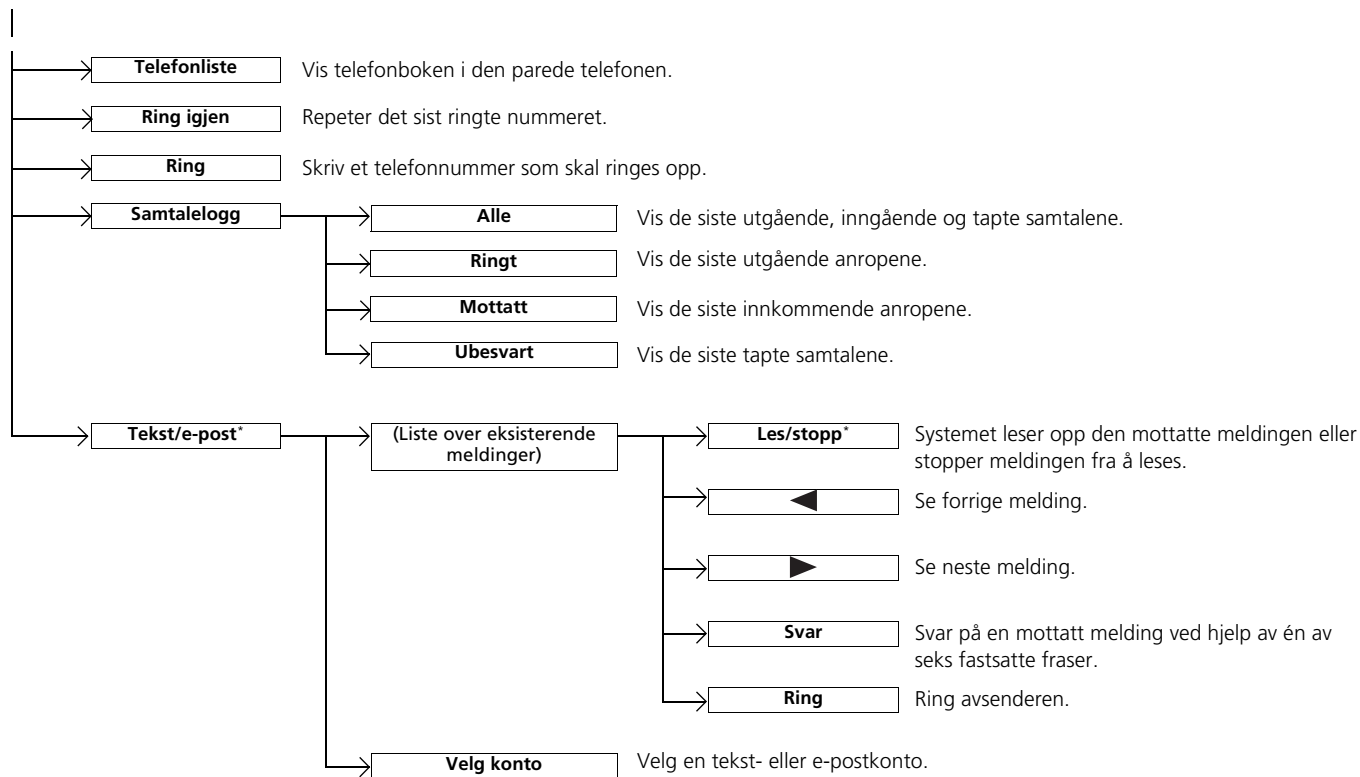 Telefonliste Vis telefonboken i den parede telefonen.
Ring igjen Repeter det sist ringte nummeret.
Ring Skriv et telefonnummer som skal ringes opp.
Samtalelogg Alle Vis de siste utgående, inngående og tapte samtalene.
Ringt Vis de siste utgående anropene.
Mottatt Vis de siste innkommende anropene.
Ubesvart Vis de siste tapte samtalene.
Tekst/e-post* (Liste over eksisterende
meldinger)
Les/stopp* Systemet leser opp den mottatte meldingen eller
stopper meldingen fra å leses.
Se forrige melding.
Se neste melding.
Svar Svar på en mottatt melding ved hjelp av én av
seks fastsatte fraser.
Ring Ring avsenderen.
Velg konto Velg en tekst- eller e-postkonto.